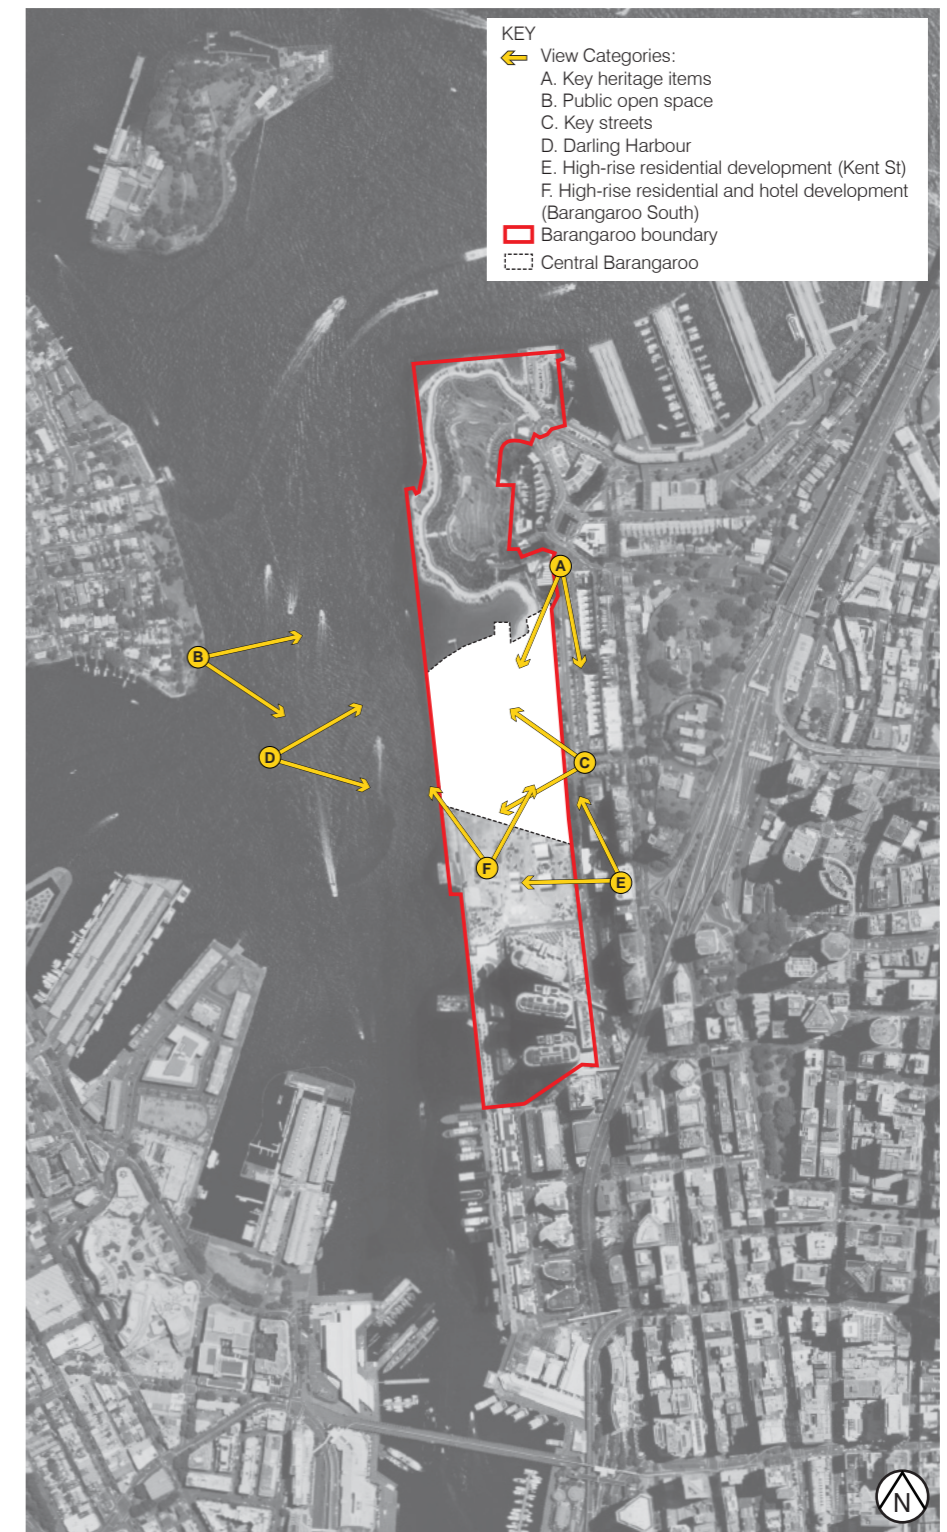 KEY
View Categories:
A. Key heritage items
B. Public open space
C. Key streets
D. Darling Harbour
E. High-rise residential development (Kent St)
F. High-rise residential and hotel development
(Barangaroo South)
Barangaroo boundary
Central Barangaroo
A
B
D
C
F
E
N